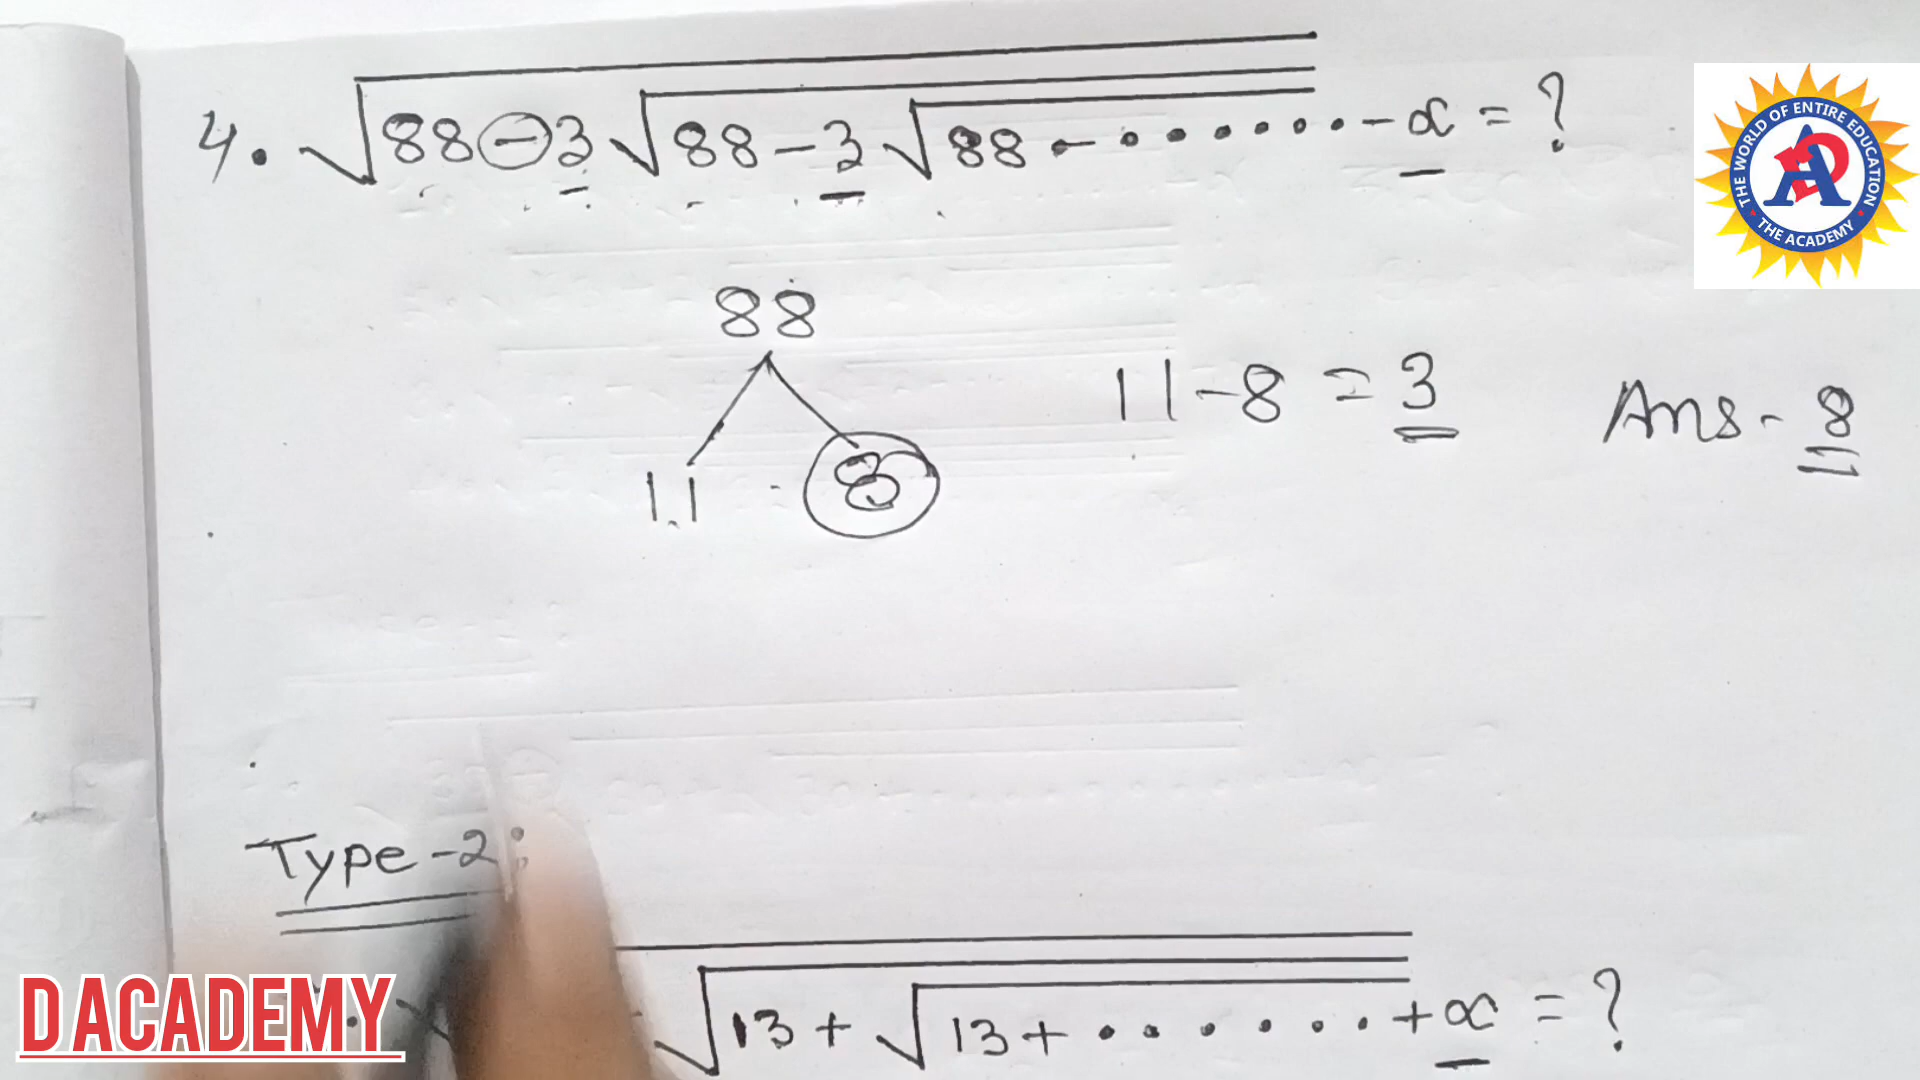 4. √88-3√88-3√88-.......-∝ = ?
THE WORLD OF ENTIRE EDUCATION
AD
THE ACADEMY
88
11 8
11-8 = 3
Ans- 8
Type-2:
√13+√13+.......+∝ = ?
D ACADEMY